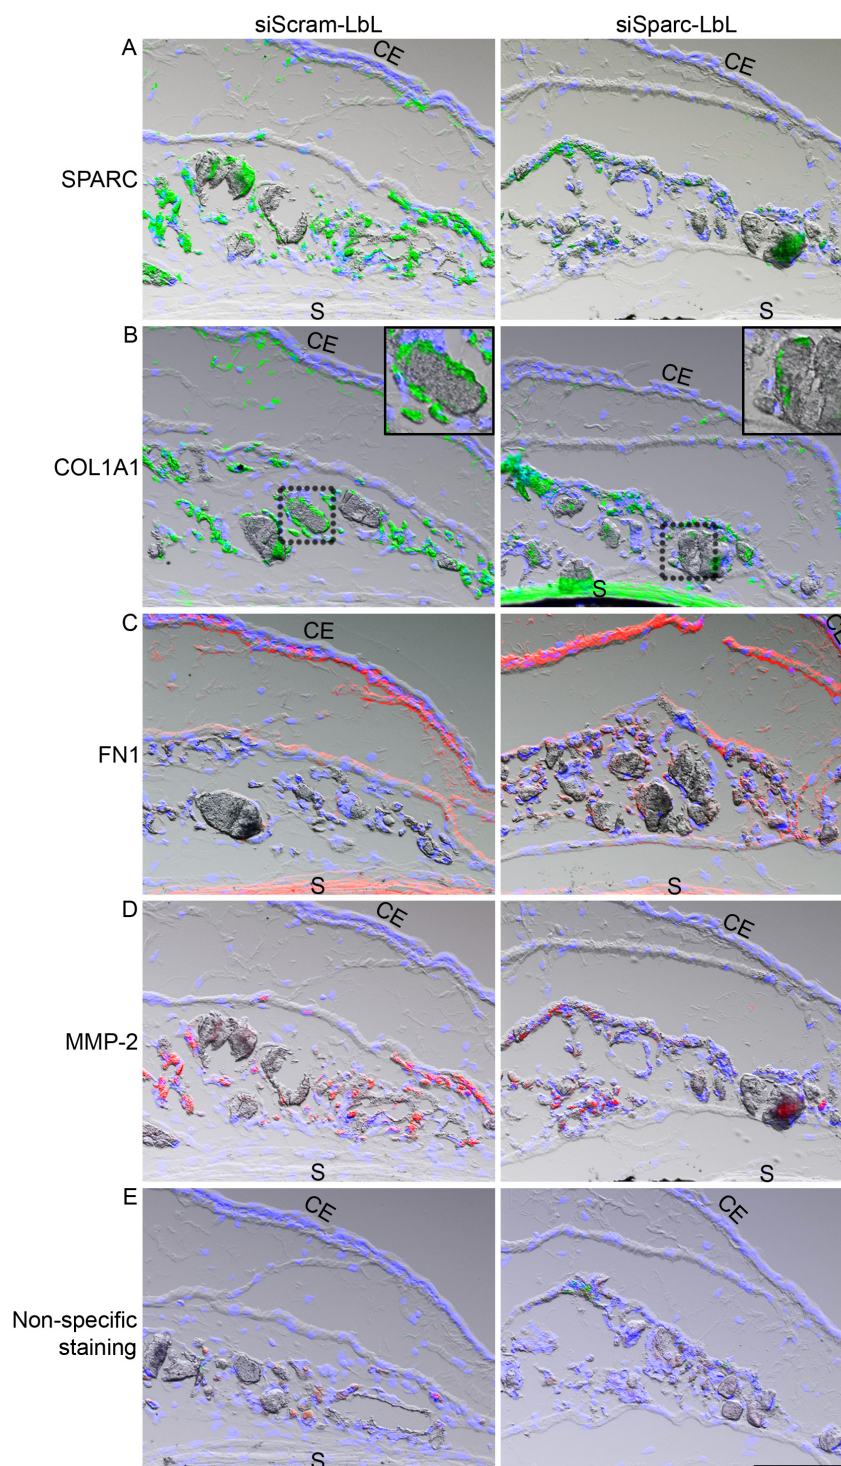 siScram-LbL siSparc-LbL
A CE CE
SPARC
S S
B CE CE
COL1A1
S
C CE CE
FN1
S S
D CE CE
MMP-2
S S
E CE CE
Non-specific
staining
S